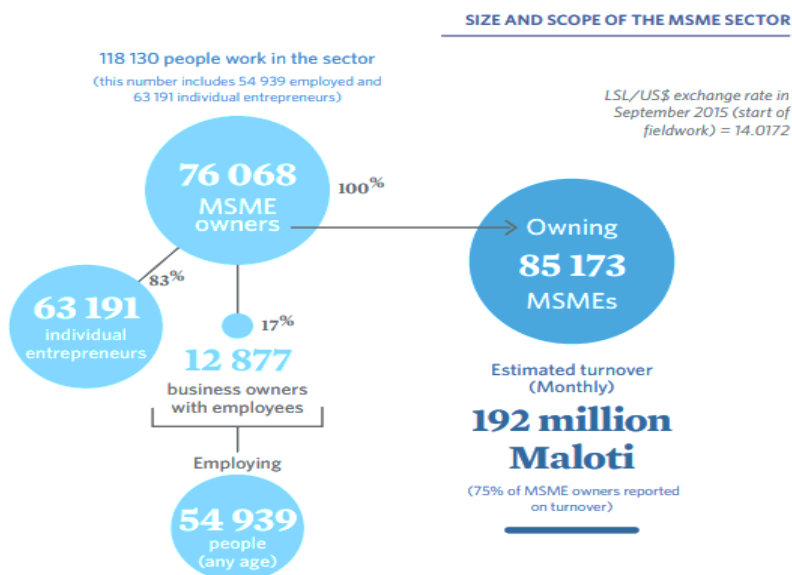 SIZE AND SCOPE OF THE MSME SECTOR
118 130 people work in the sector
(this number includes 54 939 employed and
63 191 individual entrepreneurs)
LSL/US$ exchange rate in
September 2015 (start of
fieldwork) = 14.0172
76 068
MSME
owners
100%
Owning
85 173
MSMEs
83%
63 191
individual
entrepreneurs
17%
12 877
business owners
with employees
Employing
54 939
people
(any age)
Estimated turnover
(Monthly)
192 million
Maloti
(75% of MSME owners reported
on turnover)